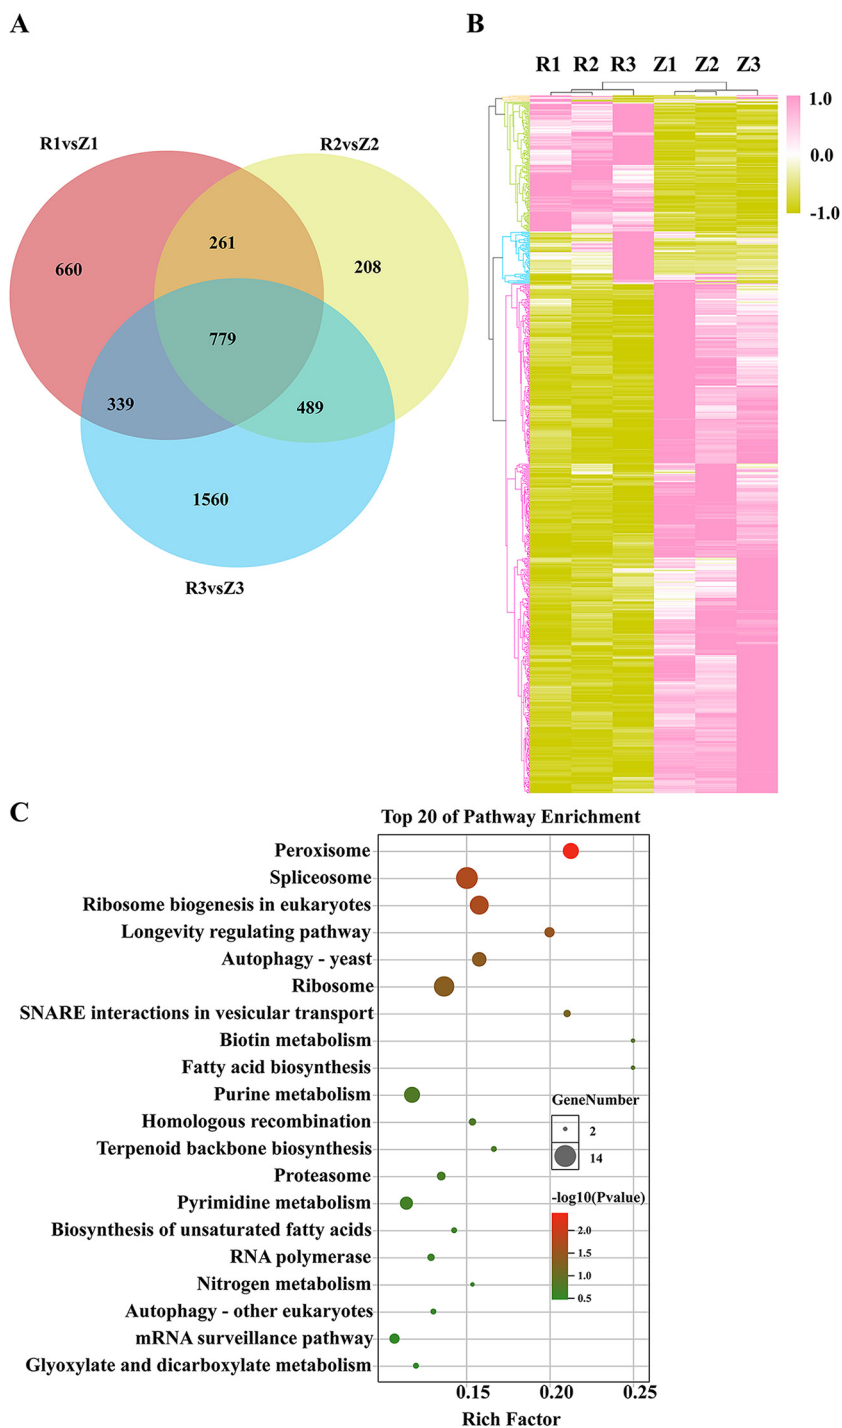 A
R1vsZ1
R2vsZ2
261
660
208
779
339
489
1560
R3vsZ3
B
R1 R2 R3 Z1 Z2 Z3
1.0
0.0
-1.0
C
Top 20 of Pathway Enrichment
Peroxisome
Spliceosome
Ribosome biogenesis in eukaryotes
Longevity regulating pathway
Autophagy - yeast
Ribosome
SNARE interactions in vesicular transport
Biotin metabolism
Fatty acid biosynthesis
Purine metabolism
Homologous recombination
Terpenoid backbone biosynthesis
Proteasome
Pyrimidine metabolism
Biosynthesis of unsaturated fatty acids
RNA polymerase
Nitrogen metabolism
Autophagy - other eukaryotes
mRNA surveillance pathway
Glyoxylate and dicarboxylate metabolism
GeneNumber
2
14
-log10(Pvalue)
2.0
1.5
1.0
0.5
0.15 0.20 0.25
Rich Factor